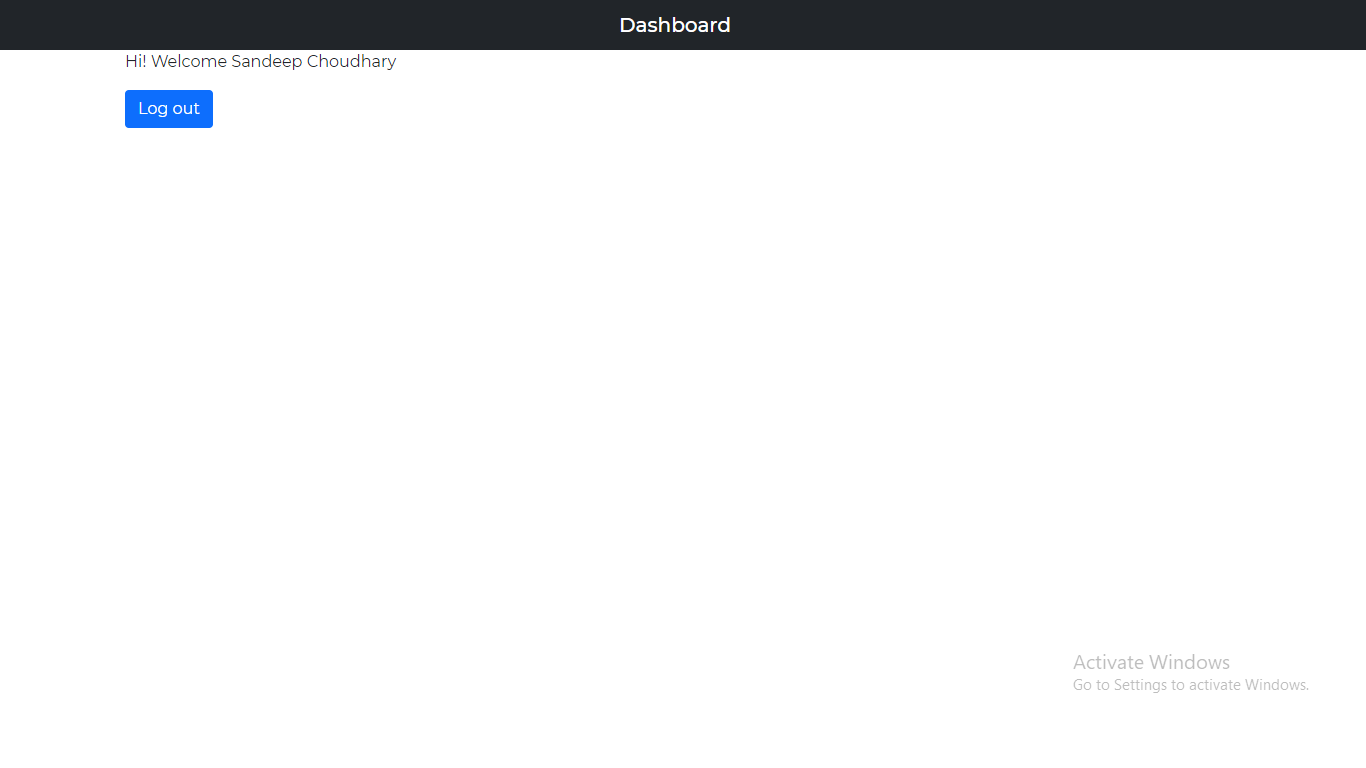 Dashboard
Hi! Welcome Sandeep Choudhary
Log out
Activate Windows
Go to Settings to activate Windows.